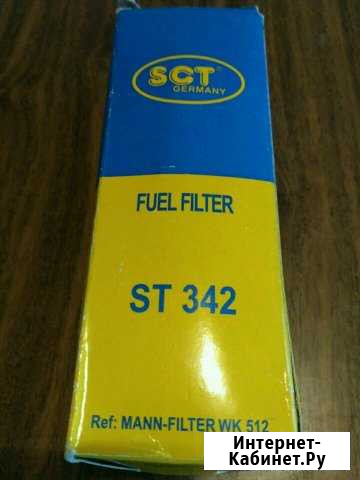 SCT
GERMANY
FUEL FILTER
ST 342
Ref: MANN-FILTER WK 512
Интернет-
Кабинет.Ру